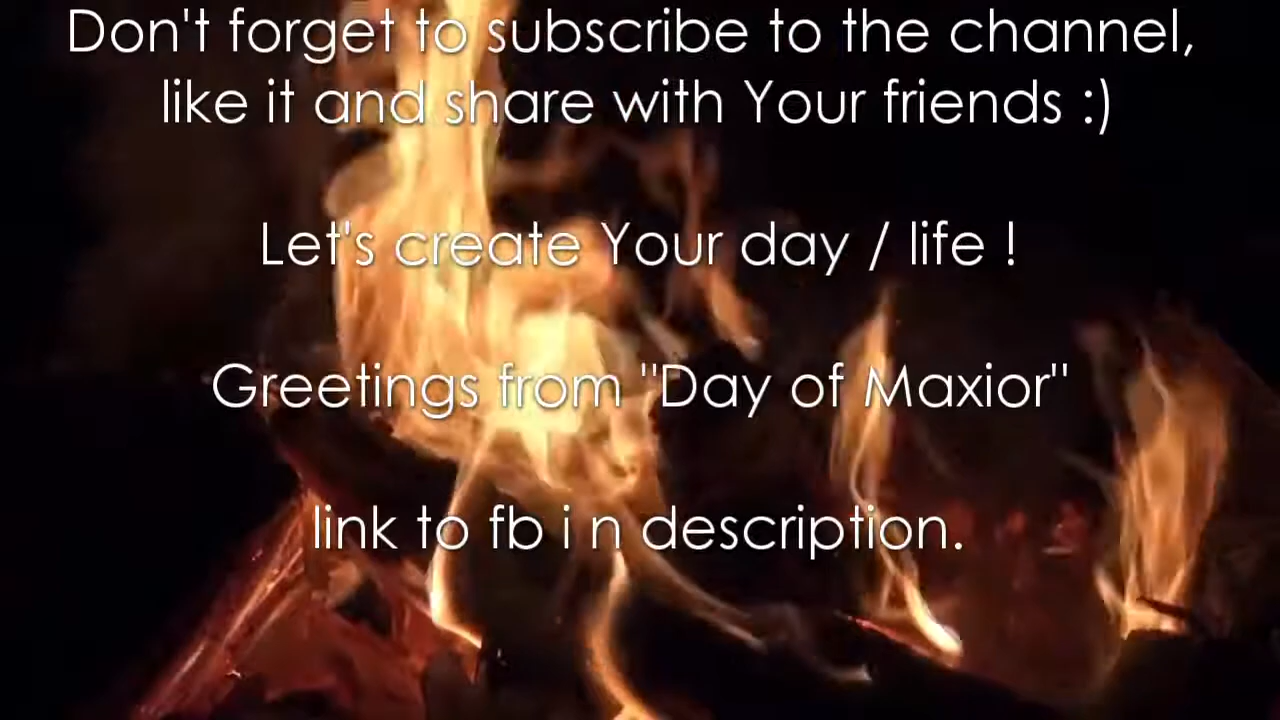 Don't forget to subscribe to the channel,
like it and share with Your friends :)
Let's create Your day / life !
Greetings from "Day of Maxior"
link to fb i n description.